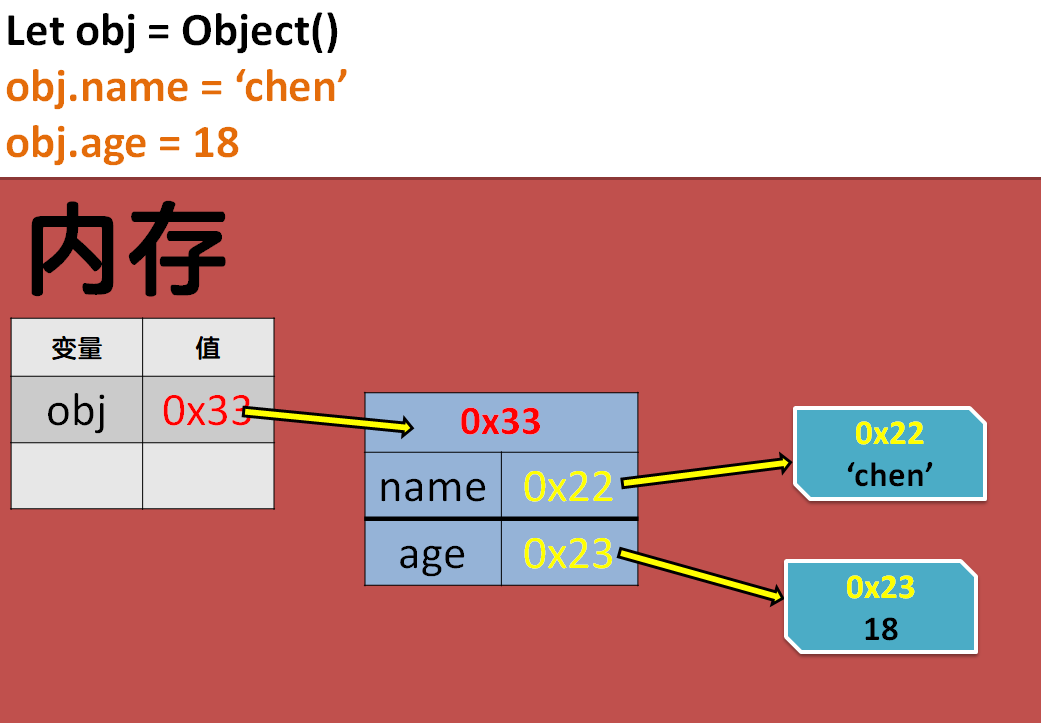 Let obj = Object()
obj.name = ‘chen’
obj.age = 18
内存
变量 值
obj 0x33
0x33
name 0x22
age 0x23
0x22
‘chen’
0x23
18